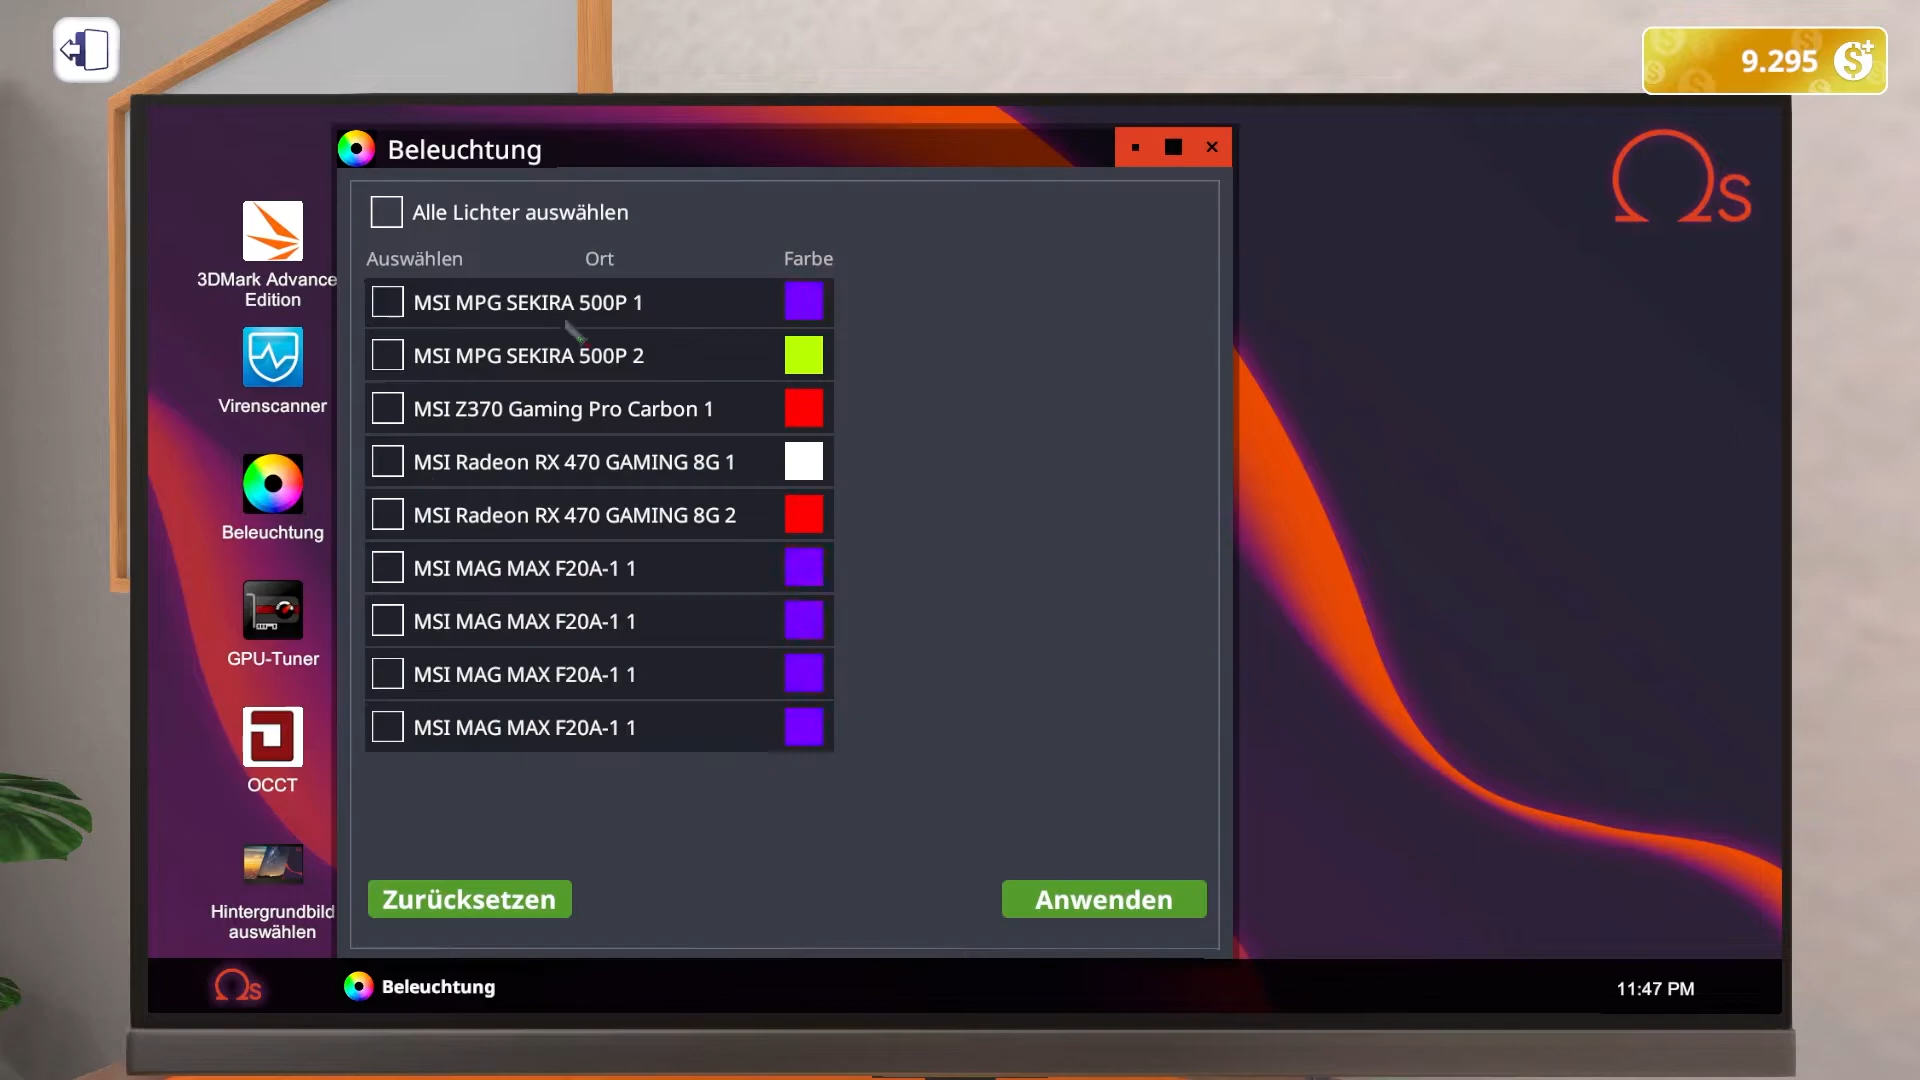 9.295
Beleuchtung
Alle Lichter auswählen
Auswählen Ort Farbe
MSI MPG SEKIRA 500P 1
MSI MPG SEKIRA 500P 2
MSI Z370 Gaming Pro Carbon 1
MSI Radeon RX 470 GAMING 8G 1
MSI Radeon RX 470 GAMING 8G 2
MSI MAG MAX F20A-1 1
MSI MAG MAX F20A-1 1
MSI MAG MAX F20A-1 1
MSI MAG MAX F20A-1 1
Zurücksetzen
Anwenden
3DMark Advance
Edition
Virenscanner
Beleuchtung
GPU-Tuner
OCCT
Hintergrundbild
auswählen
Ωs
Ωs
Beleuchtung
11:47 PM